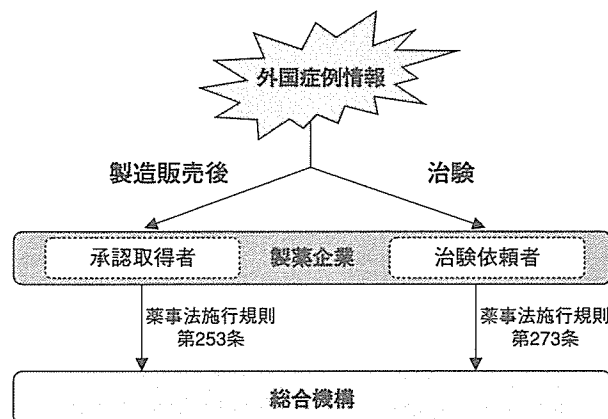 外国症例情報
製造販売後
治験
承認取得者
製薬企業
治験依頼者
薬事法施行規則
第253条
薬事法施行規則
第273条
総合機構